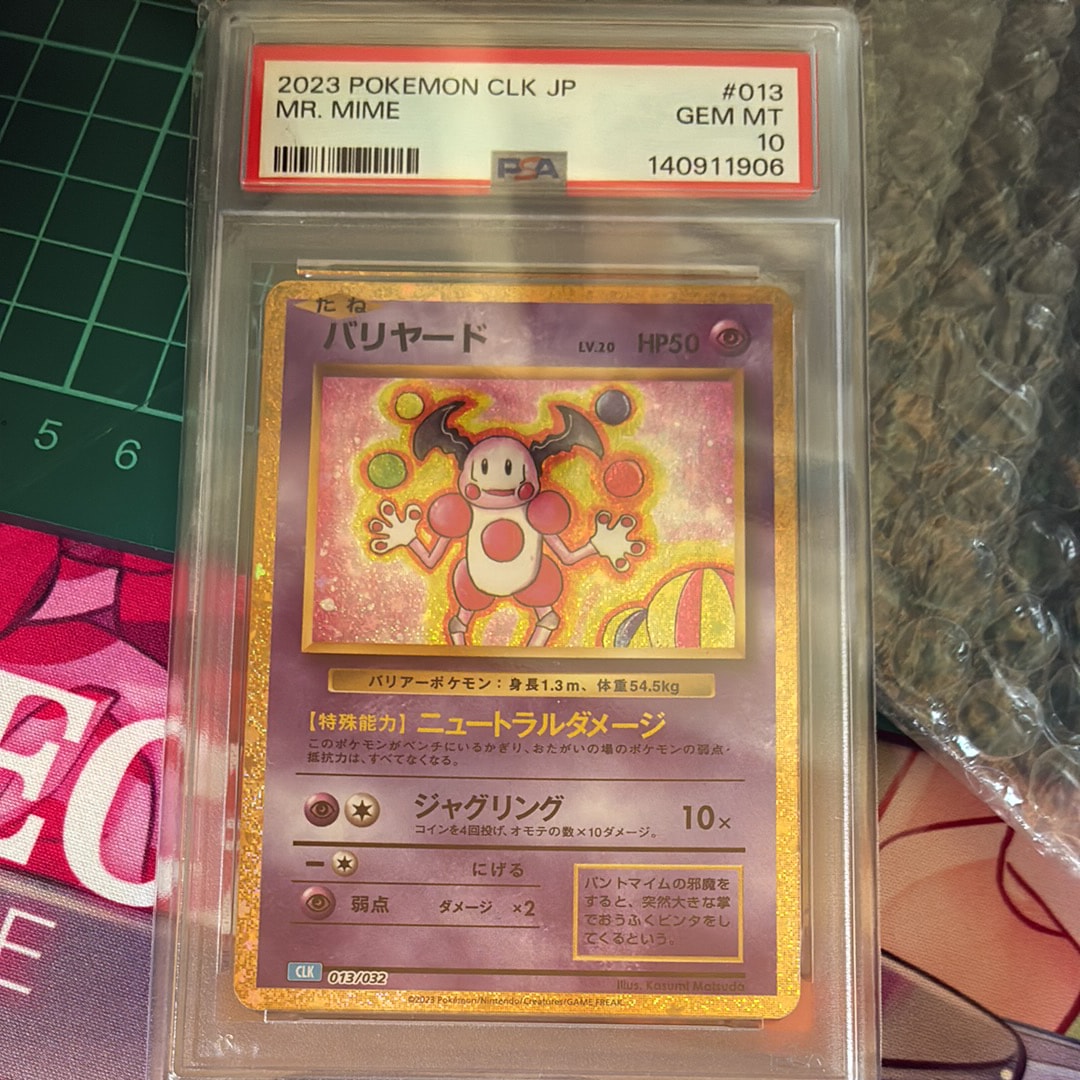 2023 POKEMON CLK JP
#013
MR. MIME
GEM MT
10
PSA
140911906
たね
バリヤード
LV.20 HP50
バリアーポケモン:身長1.3m、体重54.5kg
【特殊能力】ニュートラルダメージ
このポケモンがベンチにいるかぎり、おたがいの場のポケモンの弱点・
抵抗力は、すべてなくなる。
ジャグリング 10×
コインを4回投げ、オモテの数×10ダメージ。
ー にげる
弱点 ダメージ ×2
パントマイムの邪魔を
すると、突然大きな掌
でおうふくビンタをし
てくるという。
CLK 013/032
illus. Kasumi Matsuda
©2023 Pokémon/Nintendo/Creatures/GAME FREAK.
5 6
EO
E